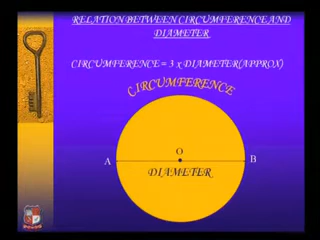 RELATION BETWEEN CIRCUMFERENCE AND
DIAMETER
CIRCUMFERENCE = 3 x DIAMETER(APPROX)
CIRCUMFERENCE
O
A
B
DIAMETER